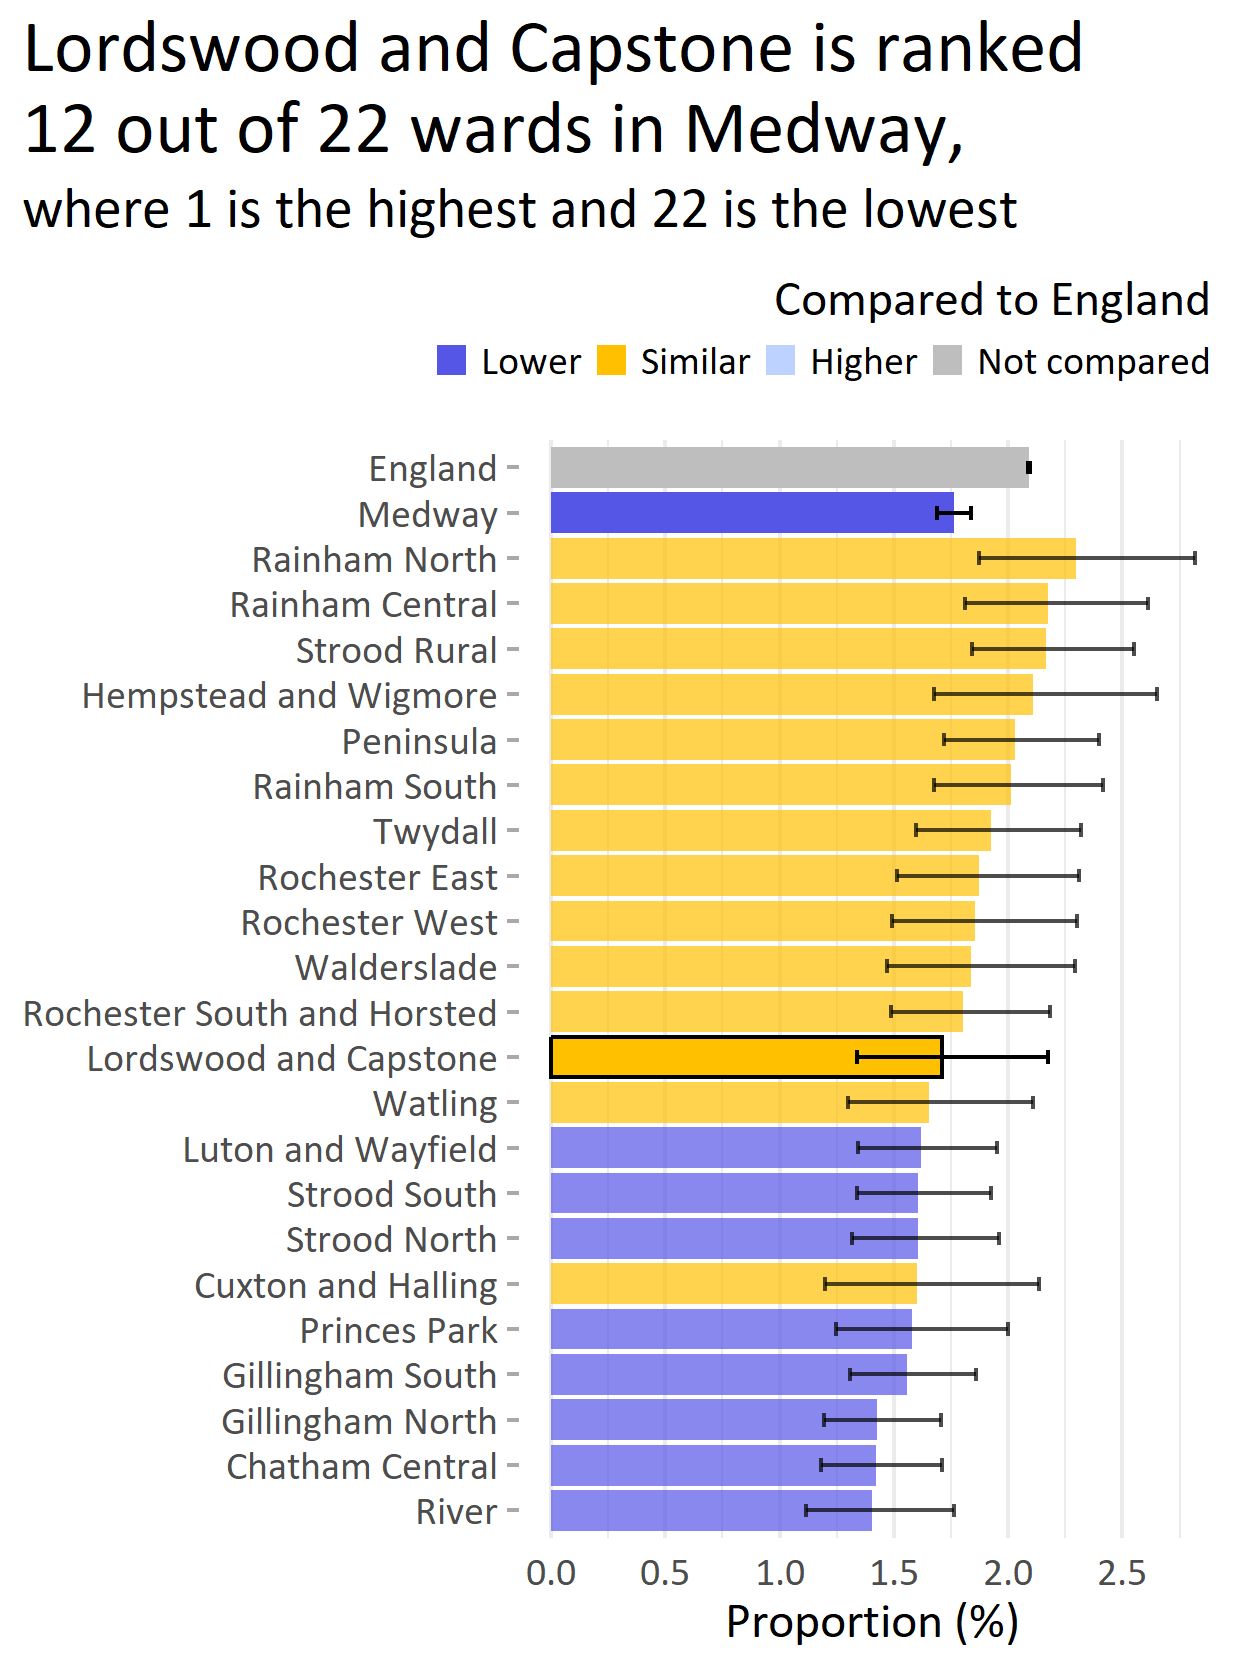 Lordswood and Capstone is ranked
12 out of 22 wards in Medway,
where 1 is the highest and 22 is the lowest
Compared to England
Lower Similar Higher Not compared
England
Medway
Rainham North
Rainham Central
Strood Rural
Hempstead and Wigmore
Peninsula
Rainham South
Twydall
Rochester East
Rochester West
Walderslade
Rochester South and Horsted
Lordswood and Capstone
Watling
Luton and Wayfield
Strood South
Strood North
Cuxton and Halling
Princes Park
Gillingham South
Gillingham North
Chatham Central
River
0.0 0.5 1.0 1.5 2.0 2.5
Proportion (%)